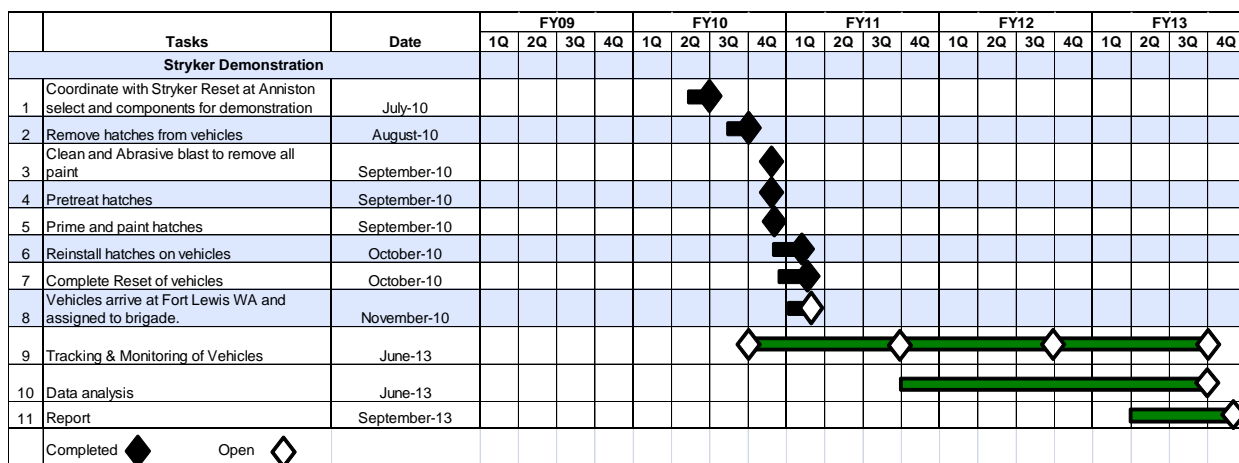 FY09 FY10 FY11 FY12 FY13
Tasks Date 1Q 2Q 3Q 4Q 1Q 2Q 3Q 4Q 1Q 2Q 3Q 4Q 1Q 2Q 3Q 4Q 1Q 2Q 3Q 4Q
Stryker Demonstration
Coordinate with Stryker Reset at Anniston
1 select and components for demonstration July-10
2 Remove hatches from vehicles August-10
Clean and Abrasive blast to remove all
3 paint September-10
4 Pretreat hatches September-10
5 Prime and paint hatches September-10
6 Reinstall hatches on vehicles October-10
7 Complete Reset of vehicles October-10
Vehicles arrive at Fort Lewis WA and
8 assigned to brigade. November-10
9 Tracking & Monitoring of Vehicles June-13
10 Data analysis June-13
11 Report September-13
Completed Open